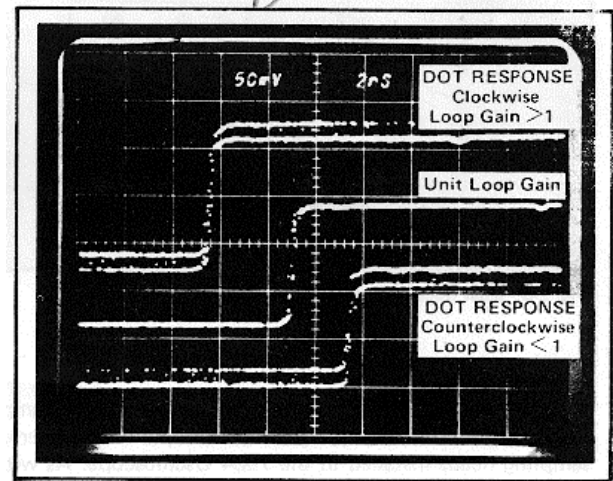 50mV 2nS
DOT RESPONSE
Clockwise
Loop Gain >1
Unit Loop Gain
DOT RESPONSE
Counterclockwise
Loop Gain < 1